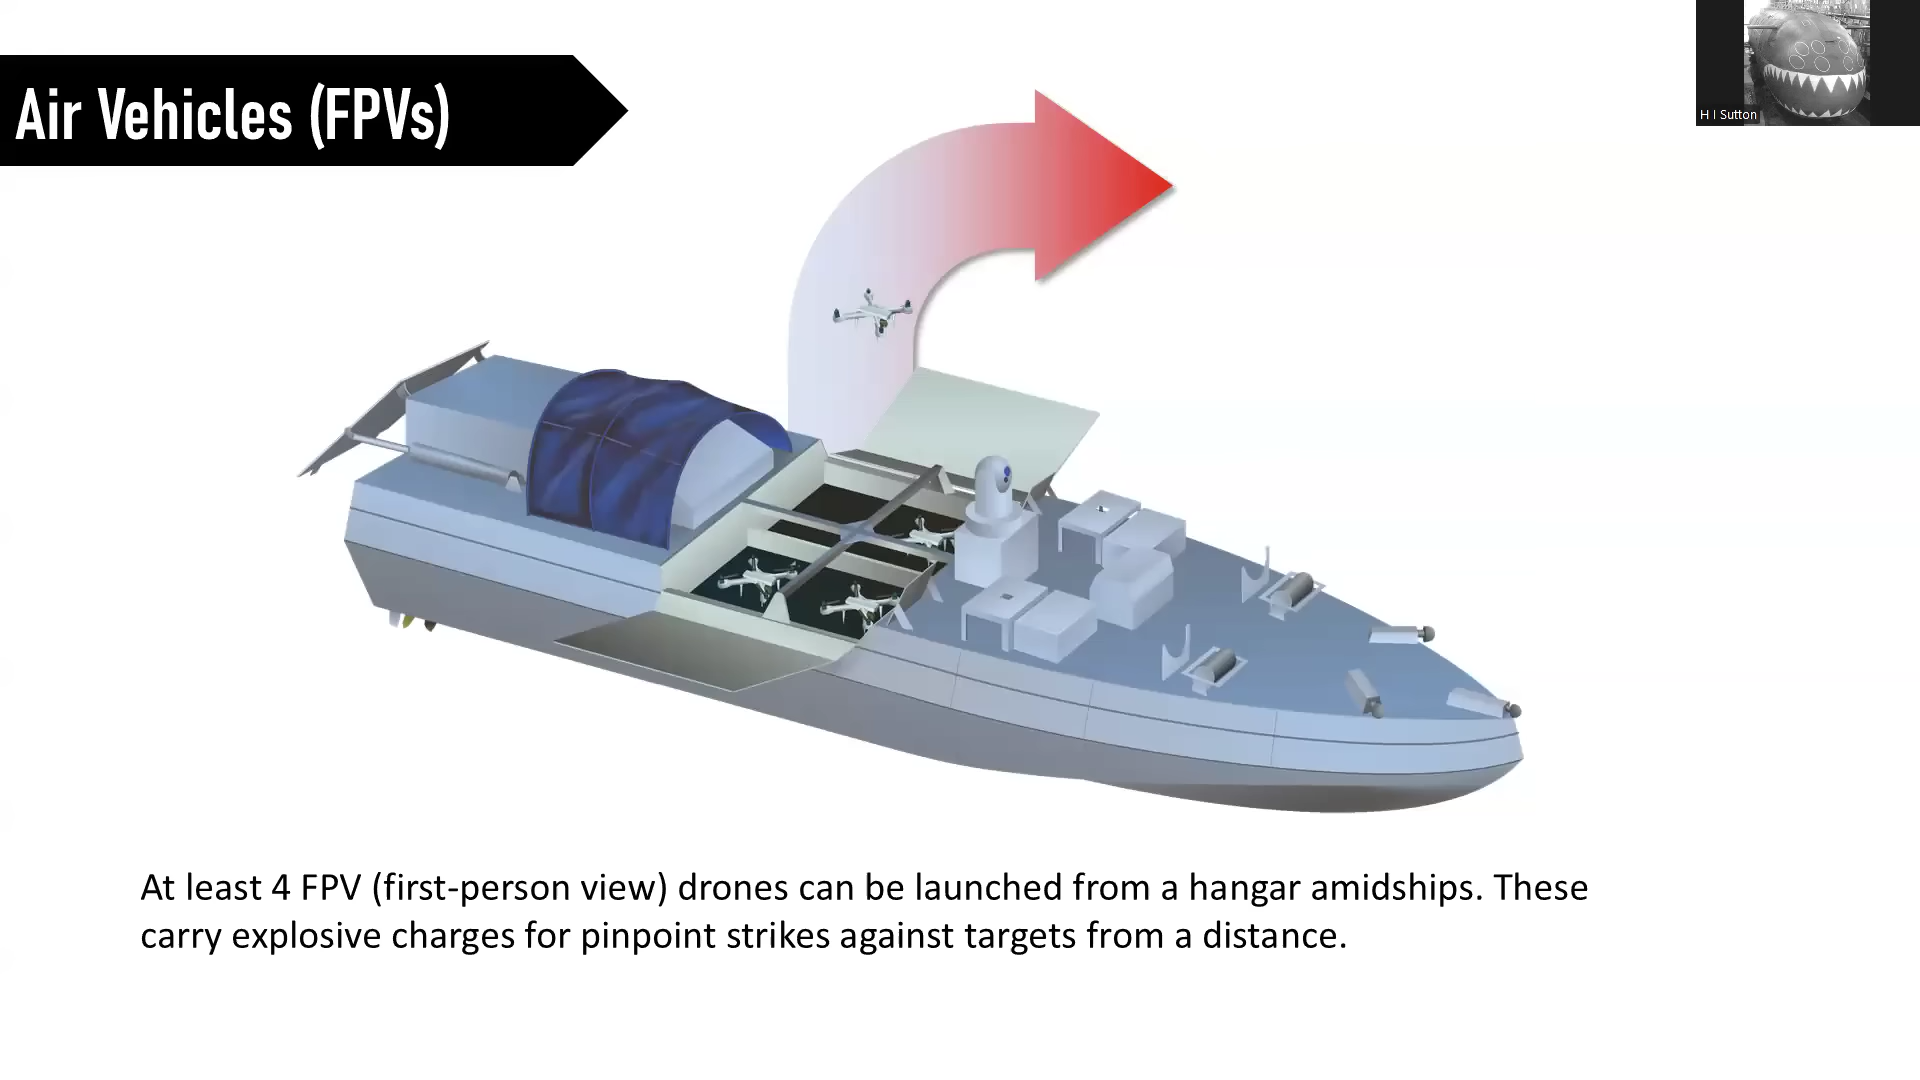 Air Vehicles (FPVs)
H I Sutton
At least 4 FPV (first-person view) drones can be launched from a hangar amidships. These
carry explosive charges for pinpoint strikes against targets from a distance.